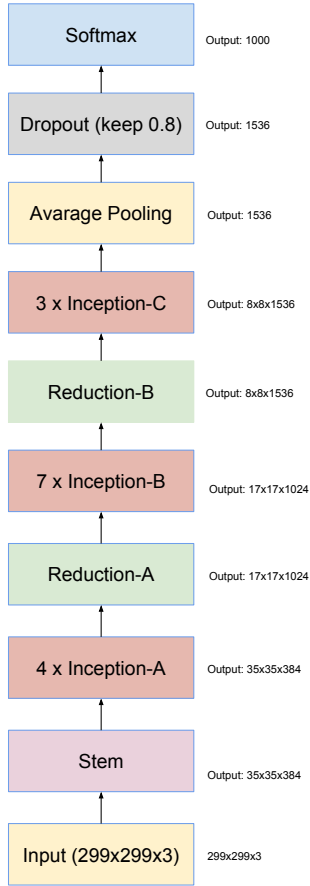 Softmax
Output: 1000
Dropout (keep 0.8)
Output: 1536
Avarage Pooling
Output: 1536
3 x Inception-C
Output: 8x8x1536
Reduction-B
Output: 8x8x1536
7 x Inception-B
Output: 17x17x1024
Reduction-A
Output: 17x17x1024
4 x Inception-A
Output: 35x35x384
Stem
Output: 35x35x384
Input (299x299x3)
299x299x3